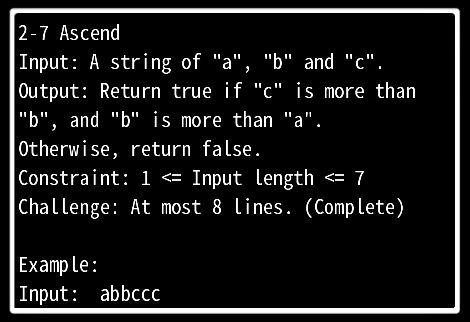 2-7 Ascend
Input: A string of "a", "b" and "c".
Output: Return true if "c" is more than
"b", and "b" is more than "a".
Otherwise, return false.
Constraint: 1 <= Input length <= 7
Challenge: At most 8 lines. (Complete)

Example:
Input:  abbccc